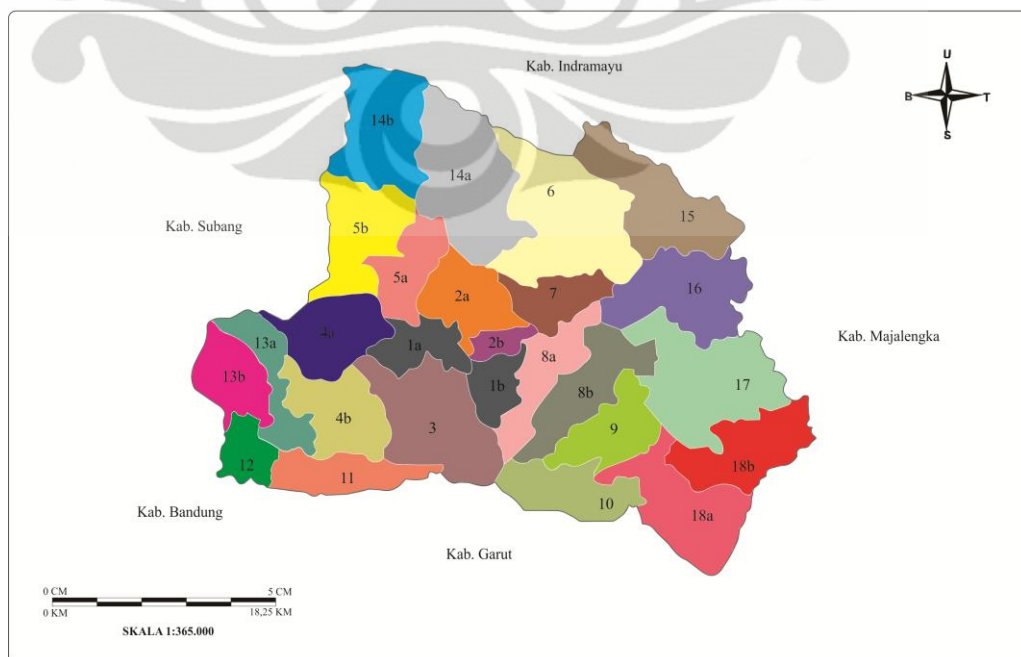 Kab. Indramayu
U
B
T
S
14b
14a
6
15
Kab. Subang
5b
5a
2a
7
16
4a
1a
2b
8a
Kab. Majalengka
13a
13b
1b
8b
17
4b
3
9
12
11
18b
10
18a
Kab. Bandung
Kab. Garut
0 CM
5 CM
0 KM
18,25 KM
SKALA 1:365.000